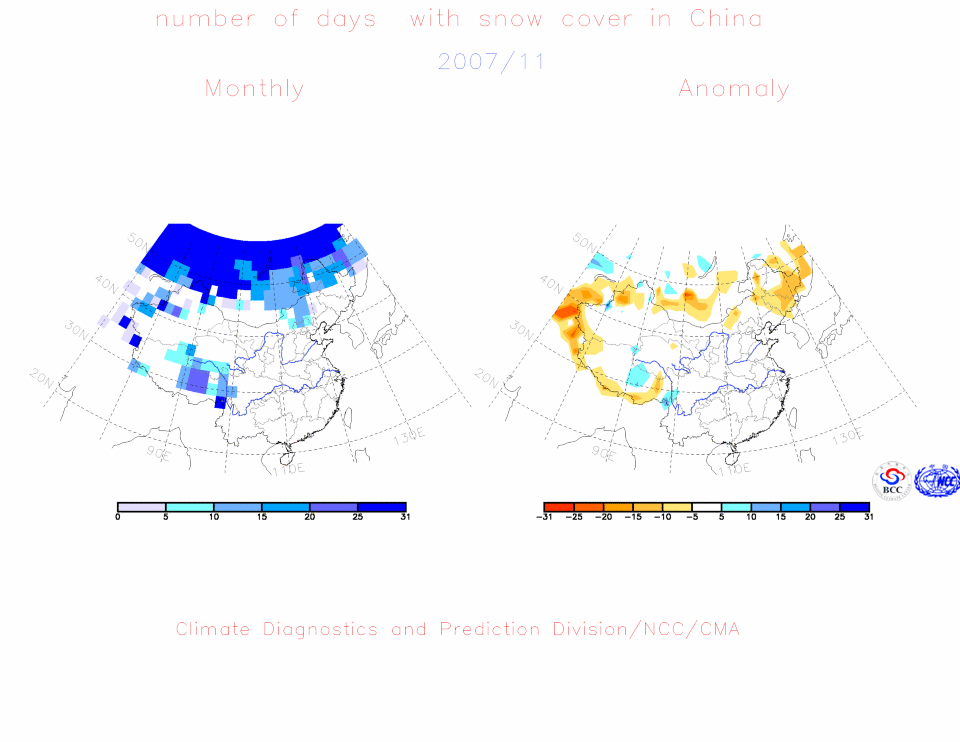 number of days with snow cover in China
2007/11
Monthly
Anomaly
50N
40N
30N
20N
90E
110E
130E
50N
40N
30N
20N
90E
110E
130E
BCC
NCC
0 5 10 15 20 25 31
-31 -25 -20 -15 -10 -5 5 10 15 20 25 31
Climate Diagnostics and Prediction Division/NCC/CMA